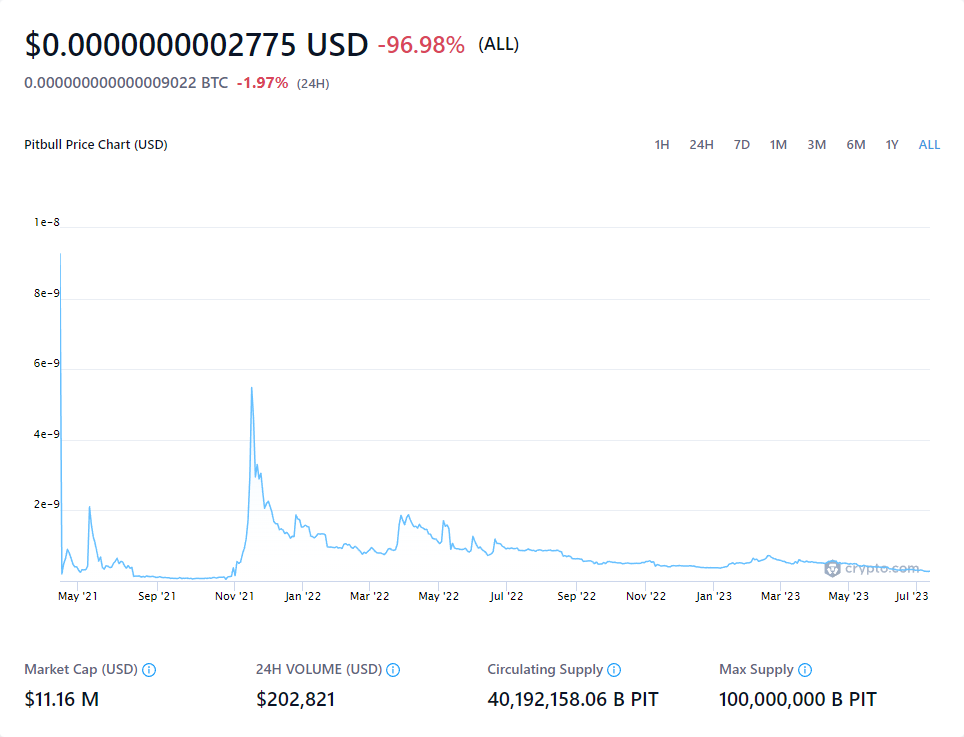 $0.0000000002775 USD -96.98% (ALL)
0.000000000000009022 BTC -1.97% (24H)
Pitbull Price Chart (USD) 1H 24H 7D 1M 3M 6M 1Y ALL
1e-8
8e-9
6e-9
4e-9
2e-9
crypto.com
May '21 Sep '21 Nov '21 Jan '22 Mar '22 May '22 Jul '22 Sep '22 Nov '22 Jan '23 Mar '23 May '23 Jul '23
Market Cap (USD) 24H VOLUME (USD) Circulating Supply Max Supply
$11.16 M $202,821 40,192,158.06 B PIT 100,000,000 B PIT